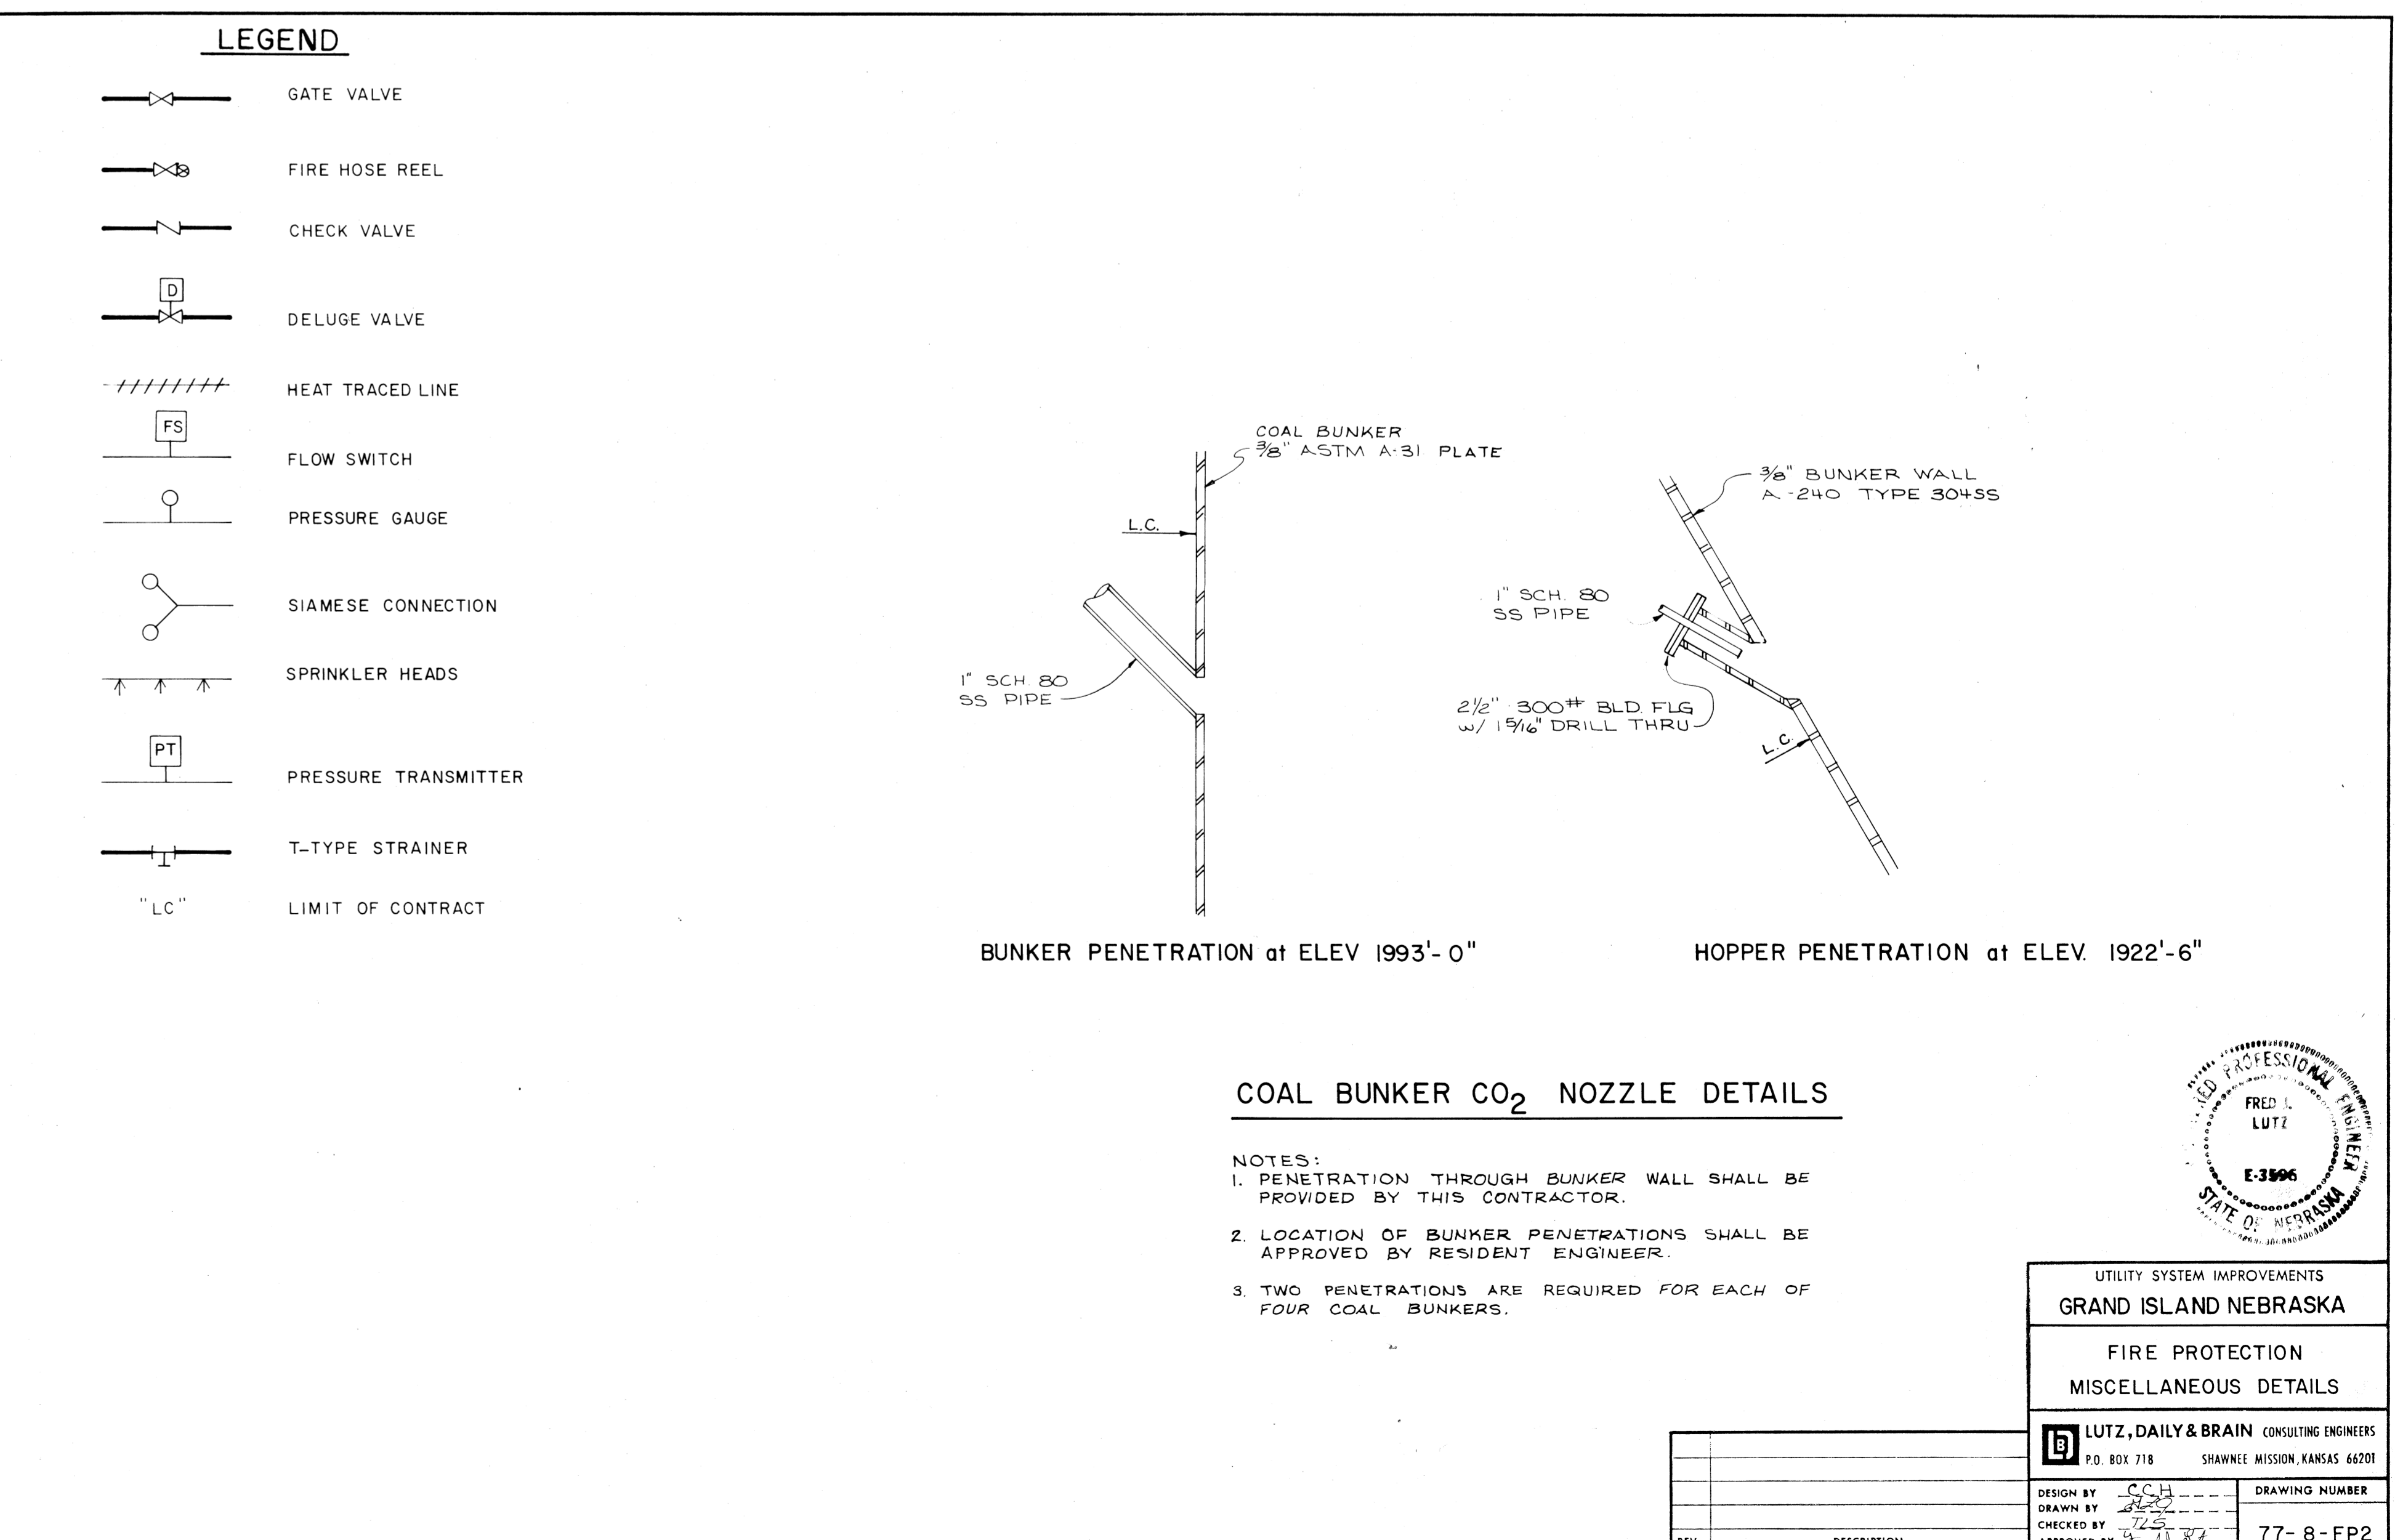 LEGEND
GATE VALVE
FIRE HOSE REEL
CHECK VALVE
D
DELUGE VALVE
HEAT TRACED LINE
FS
FLOW SWITCH
PRESSURE GAUGE
SIAMESE CONNECTION
SPRINKLER HEADS
PT
PRESSURE TRANSMITTER
T-TYPE STRAINER
"LC" LIMIT OF CONTRACT
COAL BUNKER
3/8" ASTM A-31 PLATE
L.C.
1" SCH. 80
SS PIPE
BUNKER PENETRATION at ELEV 1993'-0"
3/8" BUNKER WALL
A-240 TYPE 304SS
1" SCH. 80
SS PIPE
2 1/2" 300# BLD. FLG
w/ 1 5/16" DRILL THRU
L.C.
HOPPER PENETRATION at ELEV. 1922'-6"
COAL BUNKER CO2 NOZZLE DETAILS
NOTES:
1. PENETRATION THROUGH BUNKER WALL SHALL BE
PROVIDED BY THIS CONTRACTOR.
2. LOCATION OF BUNKER PENETRATIONS SHALL BE
APPROVED BY RESIDENT ENGINEER.
3. TWO PENETRATIONS ARE REQUIRED FOR EACH OF
FOUR COAL BUNKERS.
PROFESSIONAL ENGINEER
FRED J.
LUTZ
E-3596
STATE OF NEBRASKA
UTILITY SYSTEM IMPROVEMENTS
GRAND ISLAND NEBRASKA
FIRE PROTECTION
MISCELLANEOUS DETAILS
LUTZ, DAILY & BRAIN CONSULTING ENGINEERS
P.O. BOX 718 SHAWNEE MISSION, KANSAS 66201
DESIGN BY CCH
DRAWN BY
CHECKED BY TLS
DRAWING NUMBER
77-8-FP2